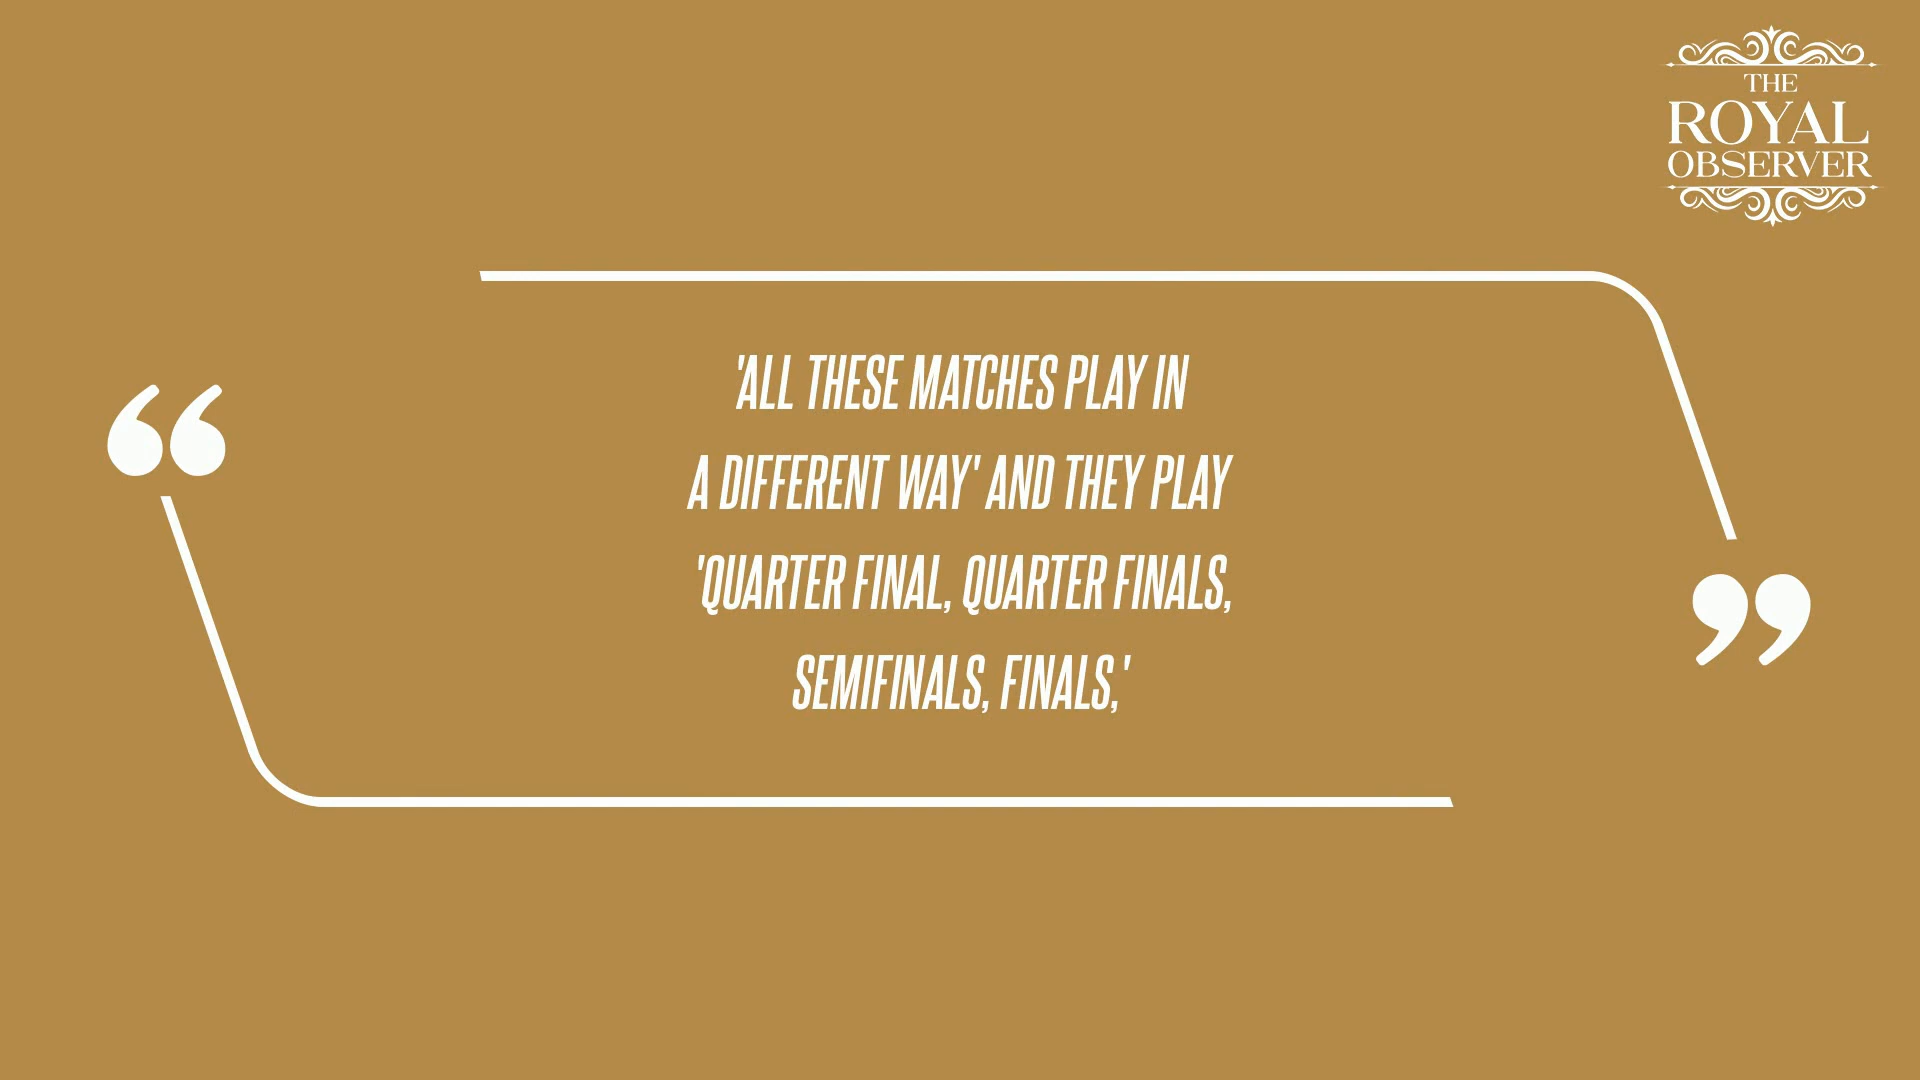 THE
ROYAL
OBSERVER
“
'ALL THESE MATCHES PLAY IN
A DIFFERENT WAY' AND THEY PLAY
'QUARTER FINAL, QUARTER FINALS,
SEMIFINALS, FINALS,'
”